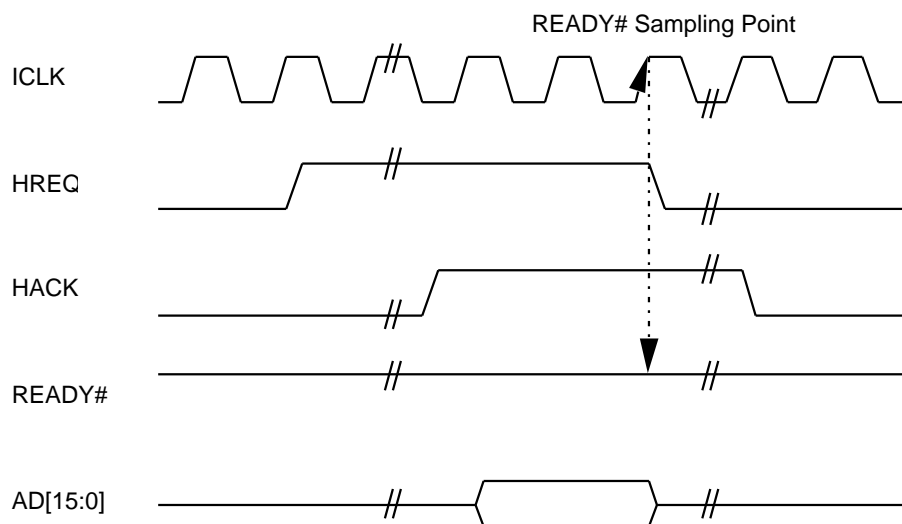 READY# Sampling Point
ICLK
HREQ
HACK
READY#
AD[15:0]